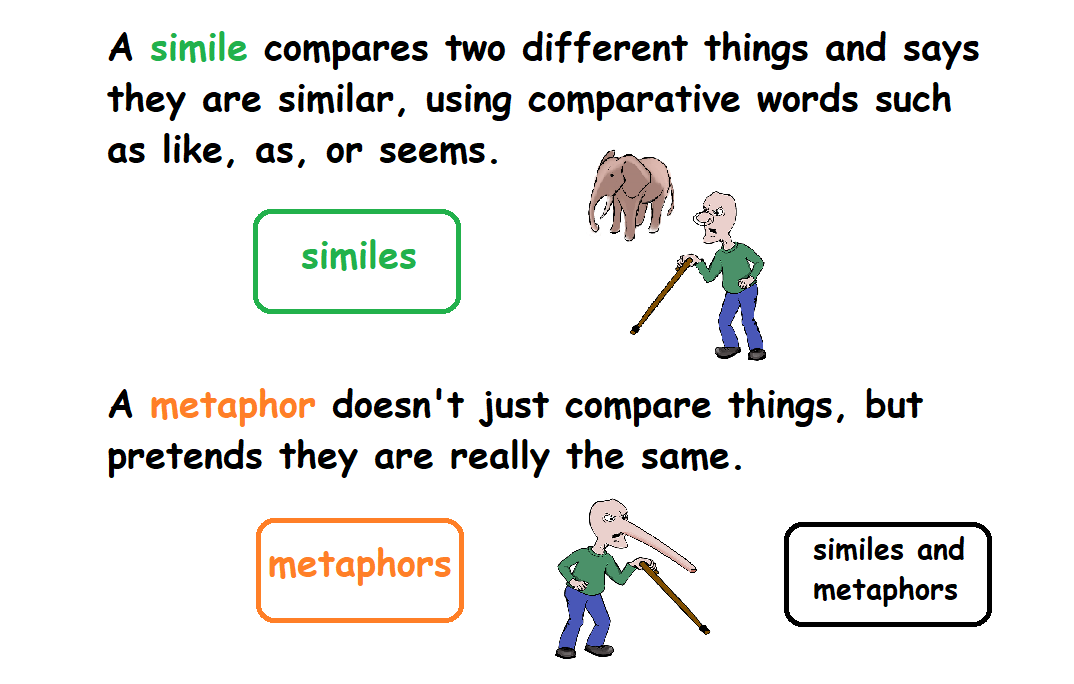 A simile compares two different things and says
they are similar, using comparative words such
as like, as, or seems.
similes
A metaphor doesn't just compare things, but
pretends they are really the same.
metaphors
similes and
metaphors